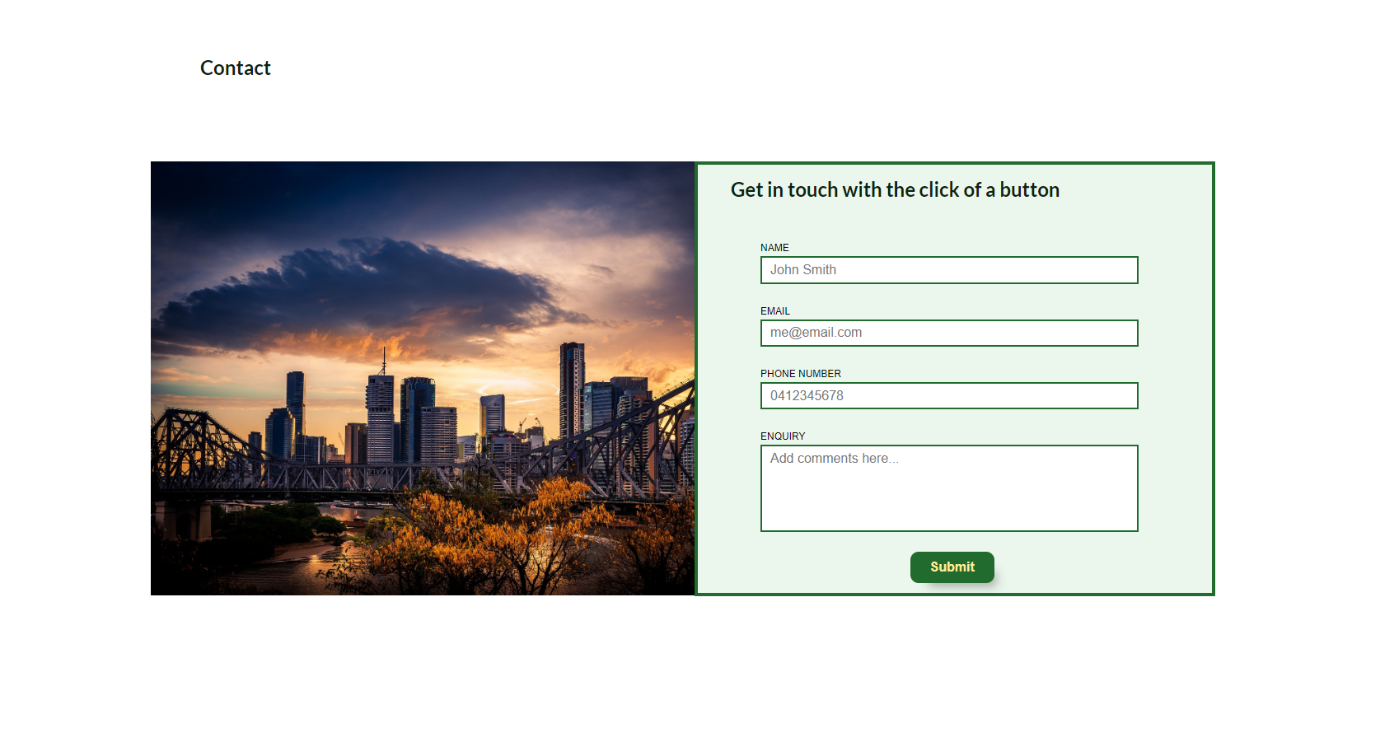 Contact
Get in touch with the click of a button
NAME
John Smith
EMAIL
me@email.com
PHONE NUMBER
0412345678
ENQUIRY
Add comments here...
Submit